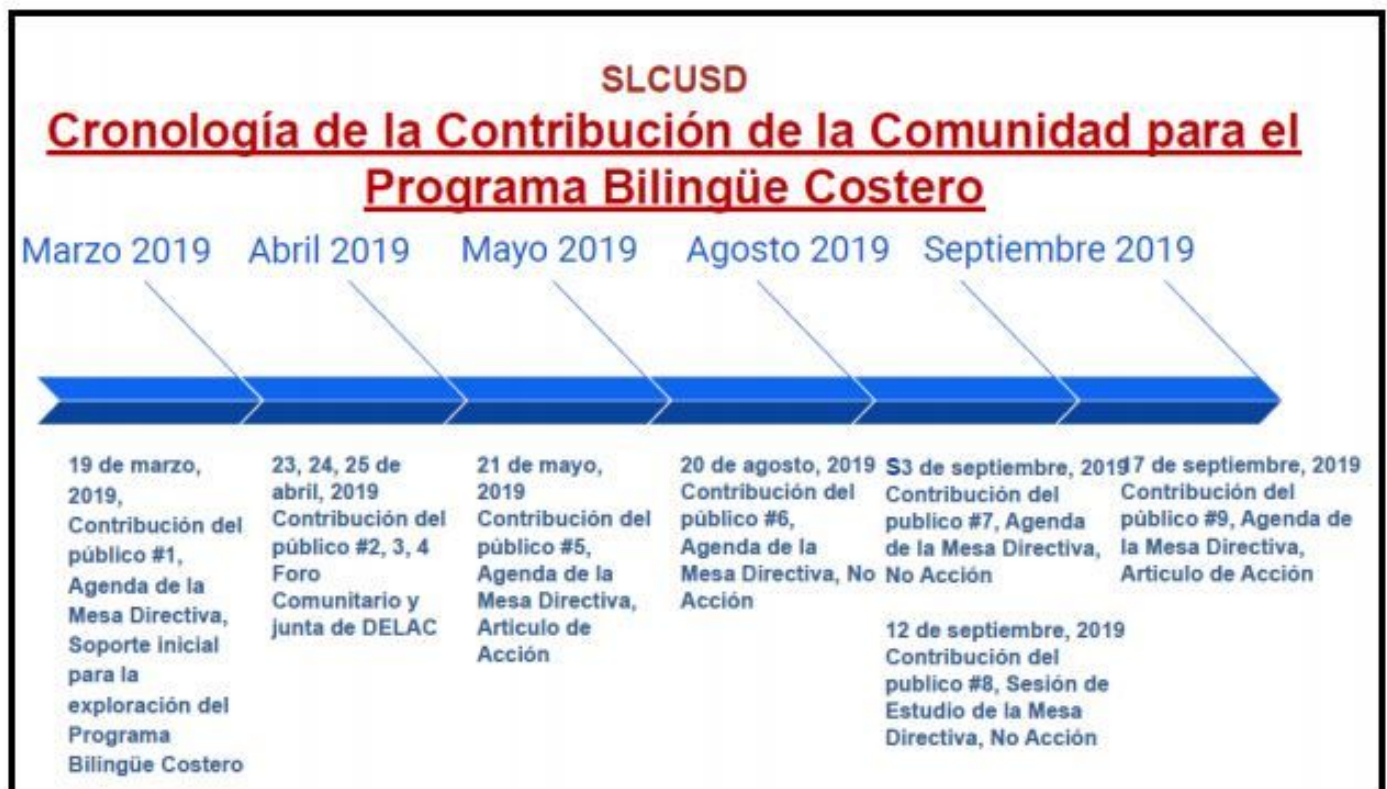 SLCUSD
Cronología de la Contribución de la Comunidad para el
Programa Bilingüe Costero
Marzo 2019
Abril 2019
Mayo 2019
Agosto 2019
Septiembre 2019
19 de marzo,
2019,
Contribución del
público #1,
Agenda de la
Mesa Directiva,
Soporte inicial
para la
exploración del
Programa
Bilingüe Costero
23, 24, 25 de
abril, 2019
Contribución del
público #2, 3, 4
Foro
Comunitario y
junta de DELAC
21 de mayo,
2019
Contribución del
público #5,
Agenda de la
Mesa Directiva,
Articulo de
Acción
20 de agosto, 2019
Contribución del
público #6,
Agenda de la
Mesa Directiva, No
Acción
S3 de septiembre, 2019
Contribución del
publico #7, Agenda
de la Mesa Directiva,
No Acción
12 de septiembre, 2019
Contribución del
publico #8, Sesión de
Estudio de la Mesa
Directiva, No Acción
17 de septiembre, 2019
Contribución del
público #9, Agenda de
la Mesa Directiva,
Articulo de Acción